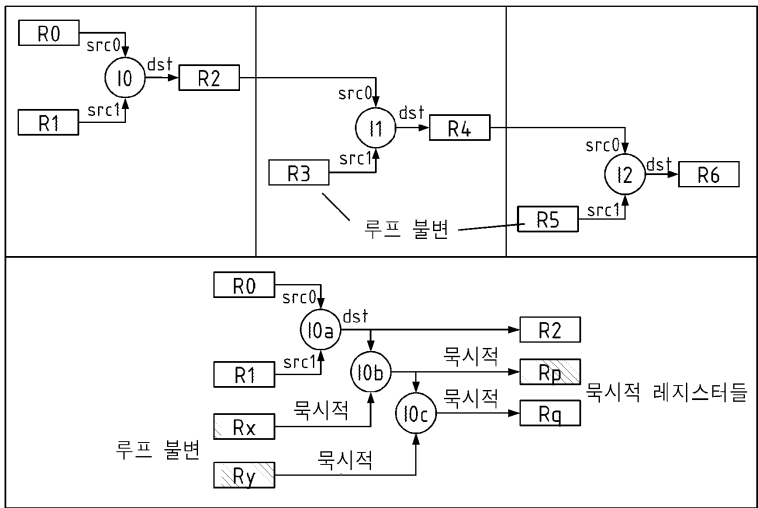 R0
src0
I0
dst
R2
src1
R1
src0
I1
dst
R4
src1
R3
src0
I2
dst
R6
src1
R5
루프 불변
R0
src0
I0a
dst
R2
src1
R1
I0b
묵시적
Rp
묵시적 레지스터들
Rx
묵시적
I0c
묵시적
Rq
루프 불변
Ry
묵시적